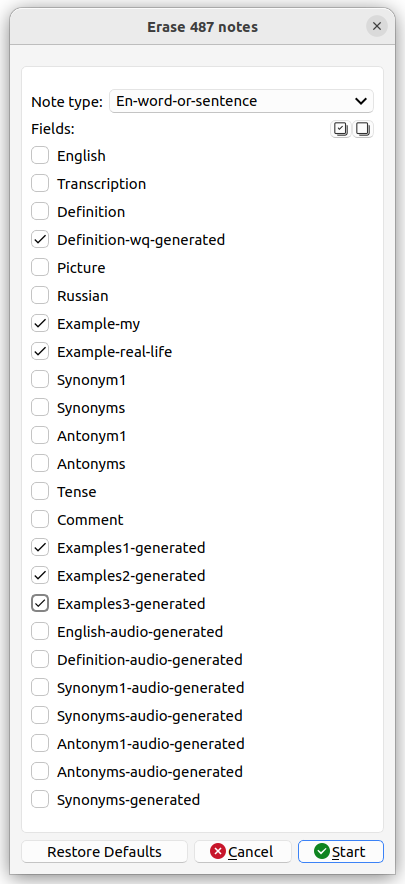 Erase 487 notes
Note type: En-word-or-sentence
Fields:
English
Transcription
Definition
Definition-wq-generated
Picture
Russian
Example-my
Example-real-life
Synonym1
Synonyms
Antonym1
Antonyms
Tense
Comment
Examples1-generated
Examples2-generated
Examples3-generated
English-audio-generated
Definition-audio-generated
Synonym1-audio-generated
Synonyms-audio-generated
Antonym1-audio-generated
Antonyms-audio-generated
Synonyms-generated
Restore Defaults Cancel Start